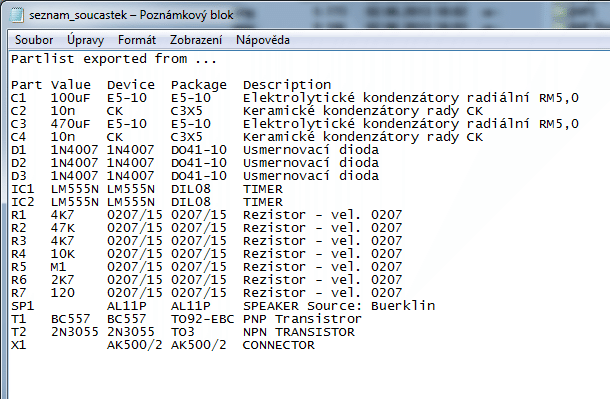 seznam_soucastek – Poznámkový blok
Soubor Úpravy Formát Zobrazení Nápověda
Partlist exported from ...
Part Value Device Package Description
C1 100uF E5-10 E5-10 Elektrolytické kondenzátory radiální RM5,0
C2 10n CK C3X5 Keramické kondenzátory rady CK
C3 470uF E5-10 E5-10 Elektrolytické kondenzátory radiální RM5,0
C4 10n CK C3X5 Keramické kondenzátory rady CK
D1 1N4007 1N4007 DO41-10 Usmernovací dioda
D2 1N4007 1N4007 DO41-10 Usmernovací dioda
D3 1N4007 1N4007 DO41-10 Usmernovací dioda
IC1 LM555N LM555N DIL08 TIMER
IC2 LM555N LM555N DIL08 TIMER
R1 4K7 0207/15 0207/15 Rezistor - vel. 0207
R2 47K 0207/15 0207/15 Rezistor - vel. 0207
R3 4K7 0207/15 0207/15 Rezistor - vel. 0207
R4 10K 0207/15 0207/15 Rezistor - vel. 0207
R5 M1 0207/15 0207/15 Rezistor - vel. 0207
R6 2K7 0207/15 0207/15 Rezistor - vel. 0207
R7 120 0207/15 0207/15 Rezistor - vel. 0207
SP1 AL11P AL11P SPEAKER Source: Buerklin
T1 BC557 BC557 TO92-EBC PNP Transistror
T2 2N3055 2N3055 TO3 NPN TRANSISTOR
X1 AK500/2 AK500/2 CONNECTOR